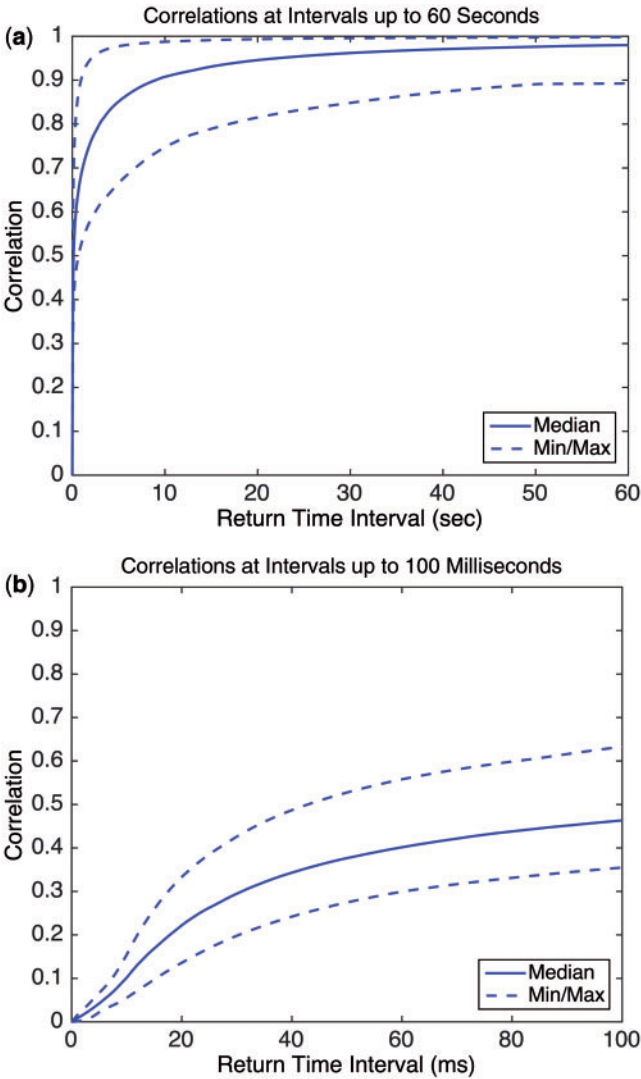 (a)
Correlations at Intervals up to 60 Seconds
1
0.9
0.8
0.7
0.6
0.5
0.4
0.3
0.2
0.1
0
Correlation
Median
Min/Max
0 10 20 30 40 50 60
Return Time Interval (sec)
(b)
Correlations at Intervals up to 100 Milliseconds
1
0.9
0.8
0.7
0.6
0.5
0.4
0.3
0.2
0.1
0
Correlation
Median
Min/Max
0 20 40 60 80 100
Return Time Interval (ms)